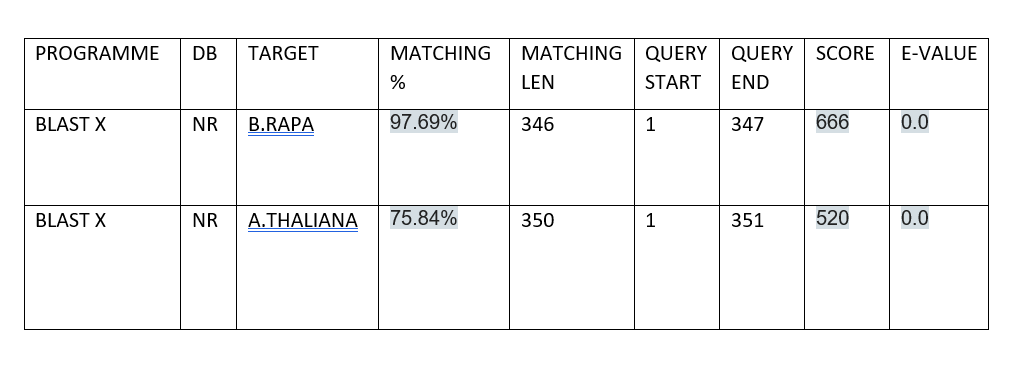 PROGRAMME DB TARGET MATCHING % MATCHING LEN QUERY START QUERY END SCORE E-VALUE
BLAST X NR B.RAPA 97.69% 346 1 347 666 0.0
BLAST X NR A.THALIANA 75.84% 350 1 351 520 0.0